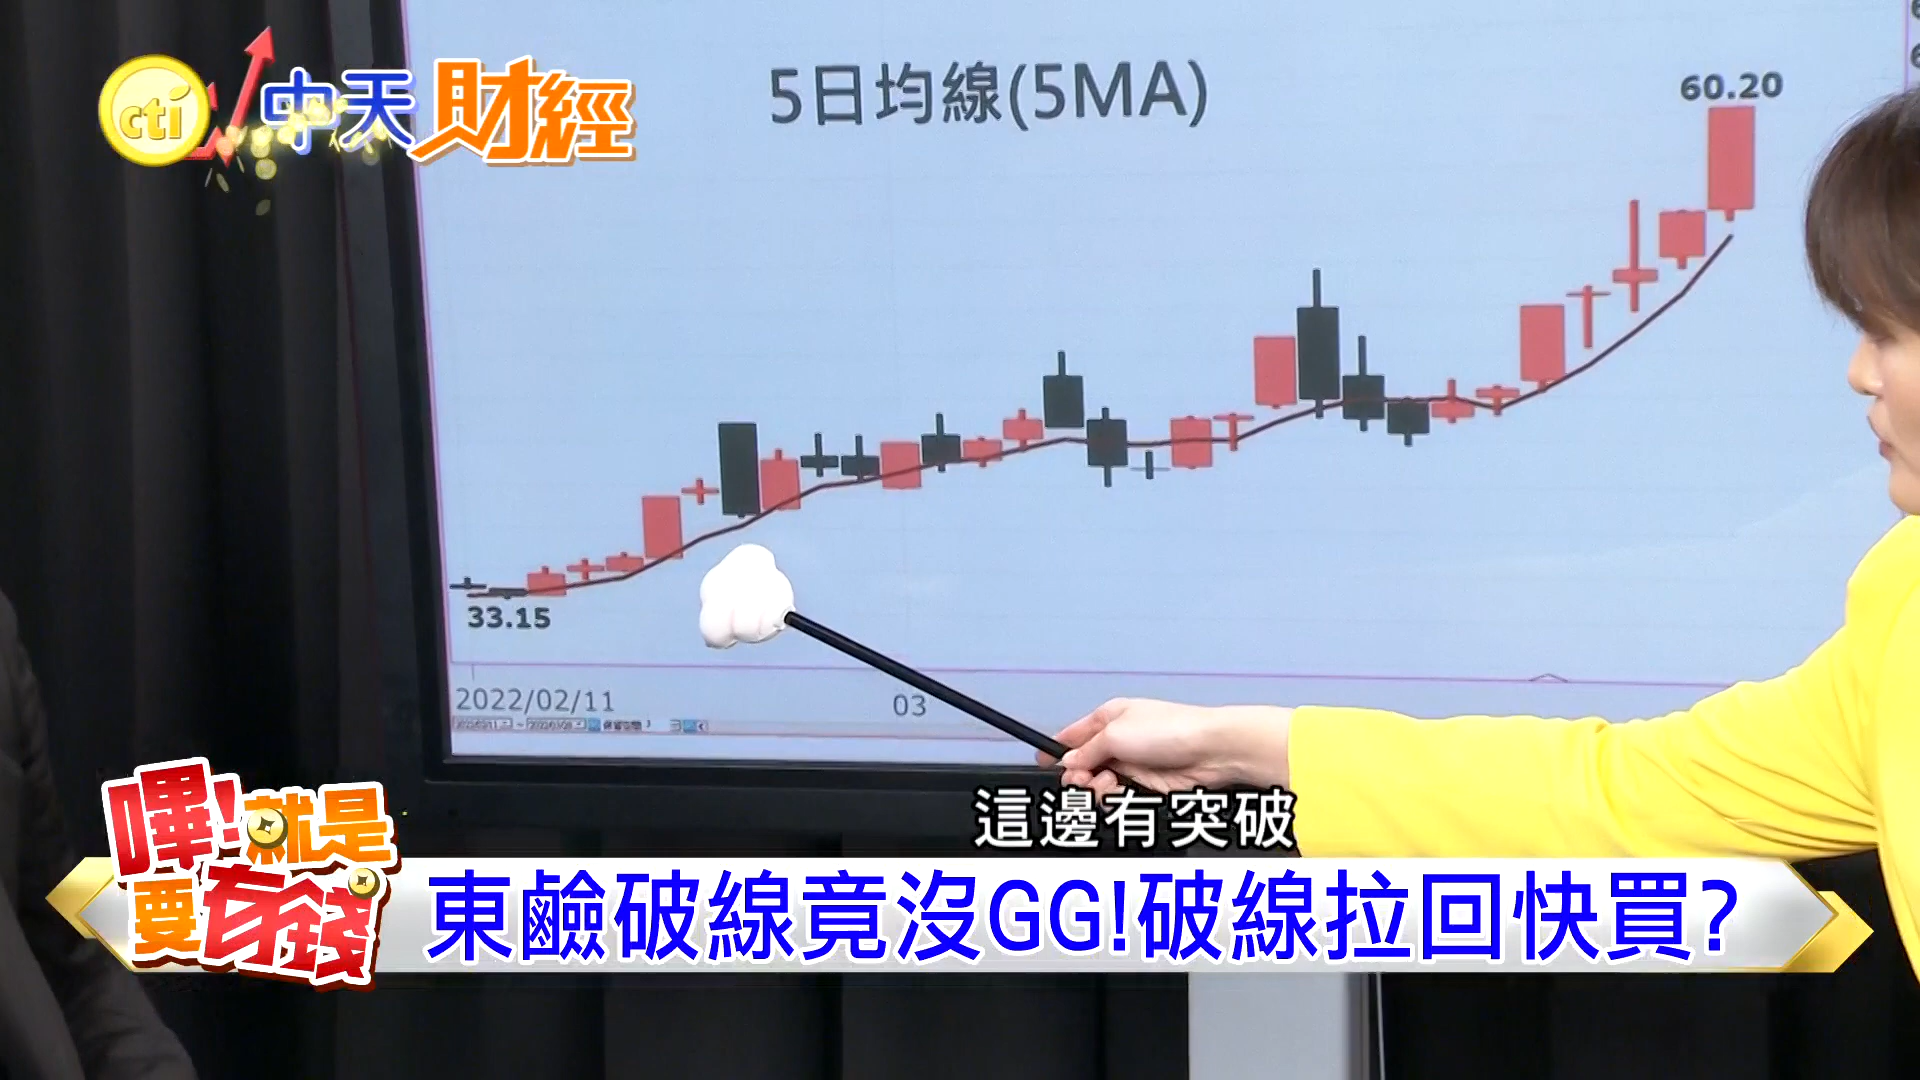 cti 中天財經
5日均線(5MA)
60.20
33.15
2022/02/11
03
這邊有突破
嗶!就是
要有錢
東鹼破線竟沒GG!破線拉回快買?